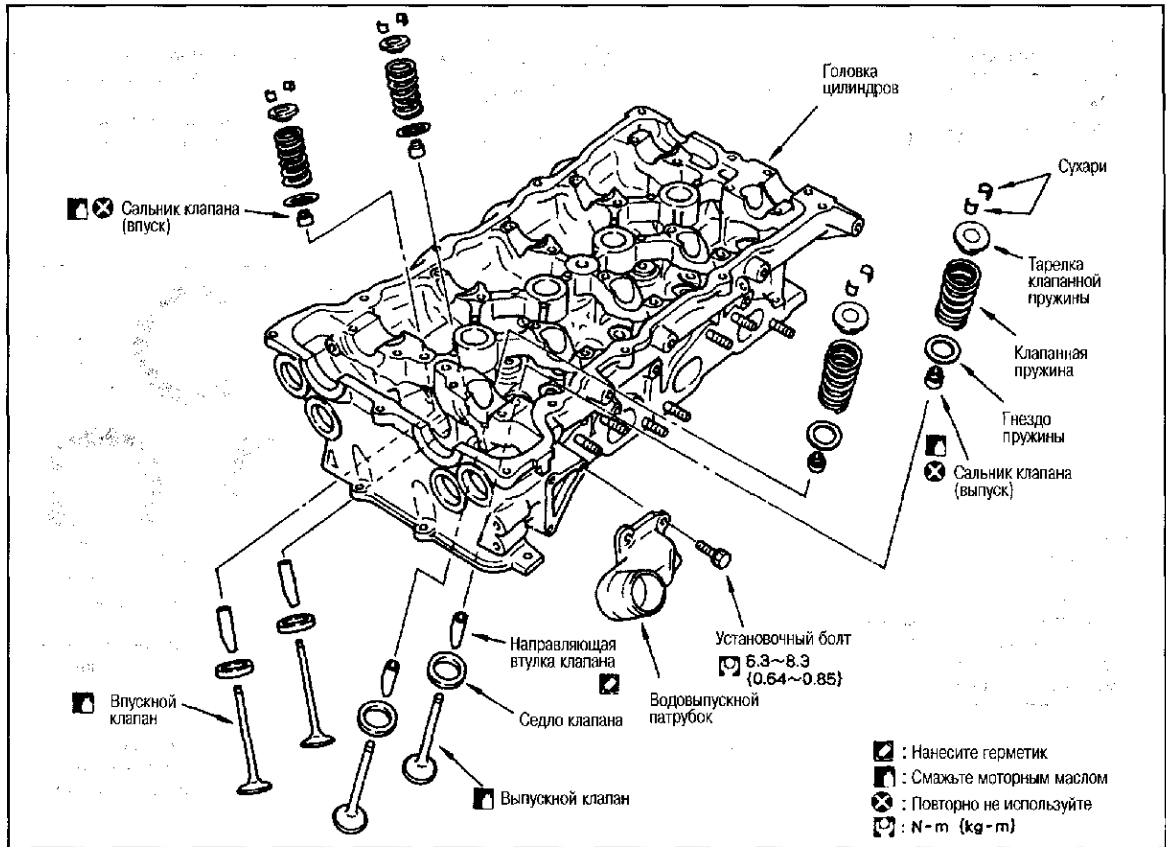 Головка
цилиндров
Сухари
Сальник клапана
(впуск)
Тарелка
клапанной
пружины
Клапанная
пружина
Гнездо
пружины
Сальник клапана
(выпуск)
Направляющая
втулка клапана
Установочный болт
6.3~8.3
{0.64~0.85}
Впускной
клапан
Седло клапана
Водовыпускной
патрубок
Выпускной клапан
: Нанесите герметик
: Смажьте моторным маслом
: Повторно не используйте
: N-m {kg-m}